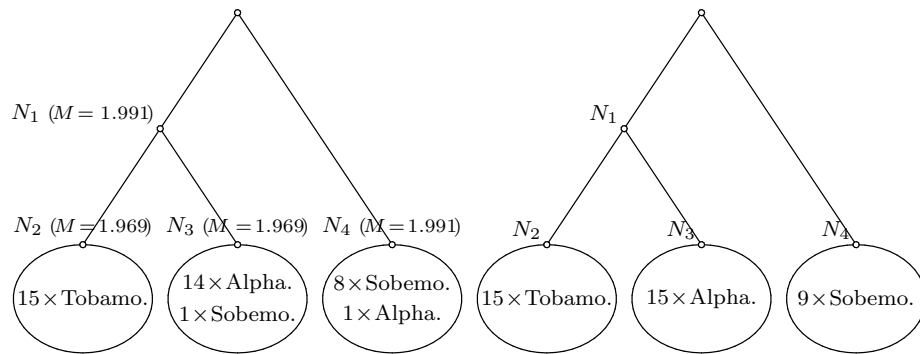 N₁ (M = 1.991)
N₁
N₂ (M = 1.969)
N₃ (M = 1.969)
N₄ (M = 1.991)
N₂
N₃
N₄
15×Tobamo.
14×Alpha.
1×Sobemo.
8×Sobemo.
1×Alpha.
15×Tobamo.
15×Alpha.
9×Sobemo.